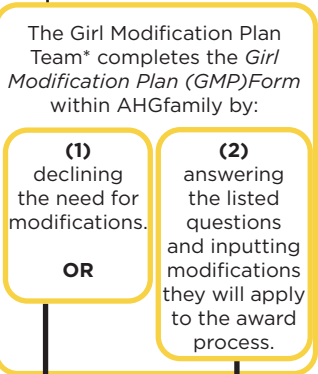 The Girl Modification Plan
Team* completes the Girl
Modification Plan (GMP)Form
within AHGfamily by:
(1)
declining
the need for
modifications.
OR
(2)
answering
the listed
questions
and inputting
modifications
they will apply
to the award
process.